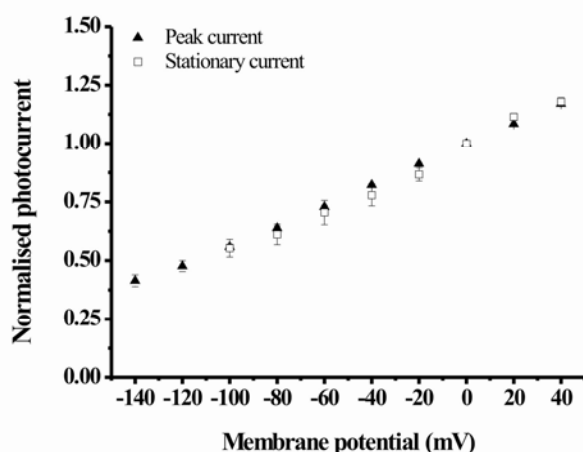 1.50
Peak current
Stationary current
1.25
1.00
0.75
0.50
0.25
0.00
Normalised photocurrent
-140 -120 -100 -80 -60 -40 -20 0 20 40
Membrane potential (mV)